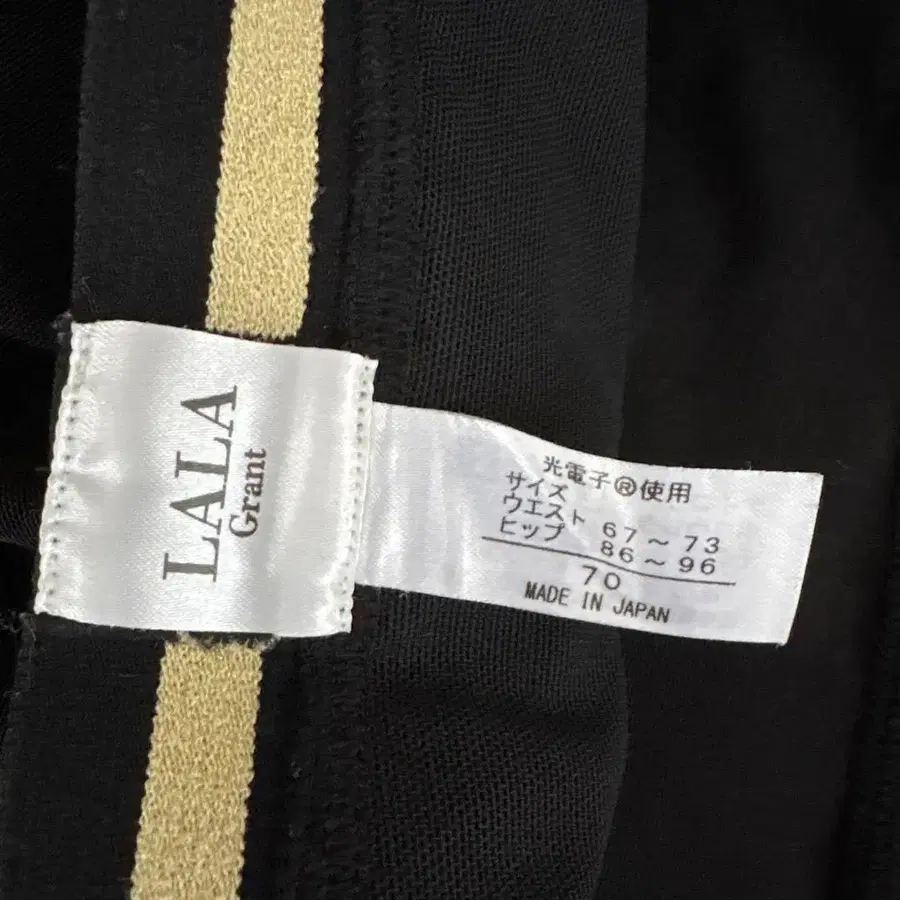 LALA
Grant
光電子®使用
サイズ
ウエスト 67～73
ヒップ 86～96
70
MADE IN JAPAN